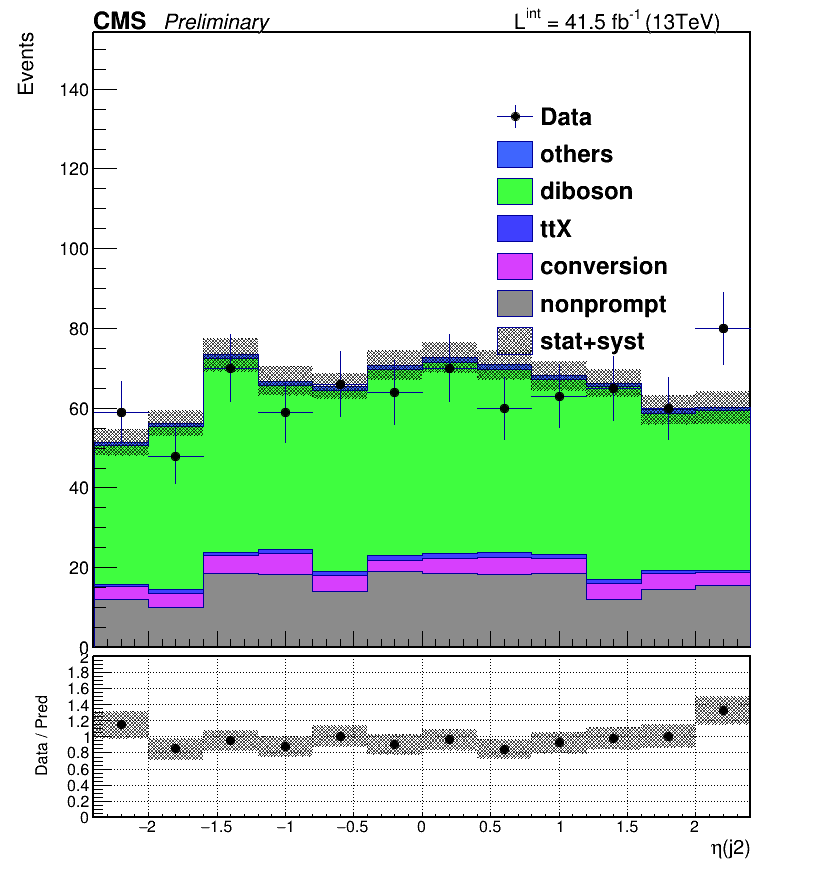 CMS Preliminary L^int = 41.5 fb^-1 (13TeV)
Events
140
120
100
80
60
40
20
0
Data
others
diboson
ttX
conversion
nonprompt
stat+syst
Data / Pred
2
1.8
1.6
1.4
1.2
1
0.8
0.6
0.4
0.2
0
−2 −1.5 −1 −0.5 0 0.5 1 1.5 2
η(j2)